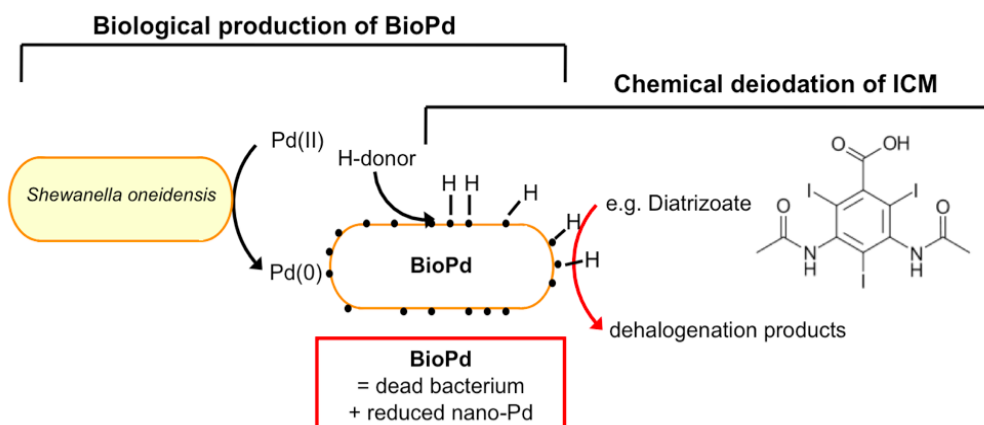 Biological production of BioPd
Chemical deiodation of ICM
Pd(II)
H-donor
Shewanella oneidensis
H H
H
H
H
Pd(0)
BioPd
e.g. Diatrizoate
dehalogenation products
O
OH
I
I
O
O
N
H
N
H
I
BioPd
= dead bacterium
+ reduced nano-Pd